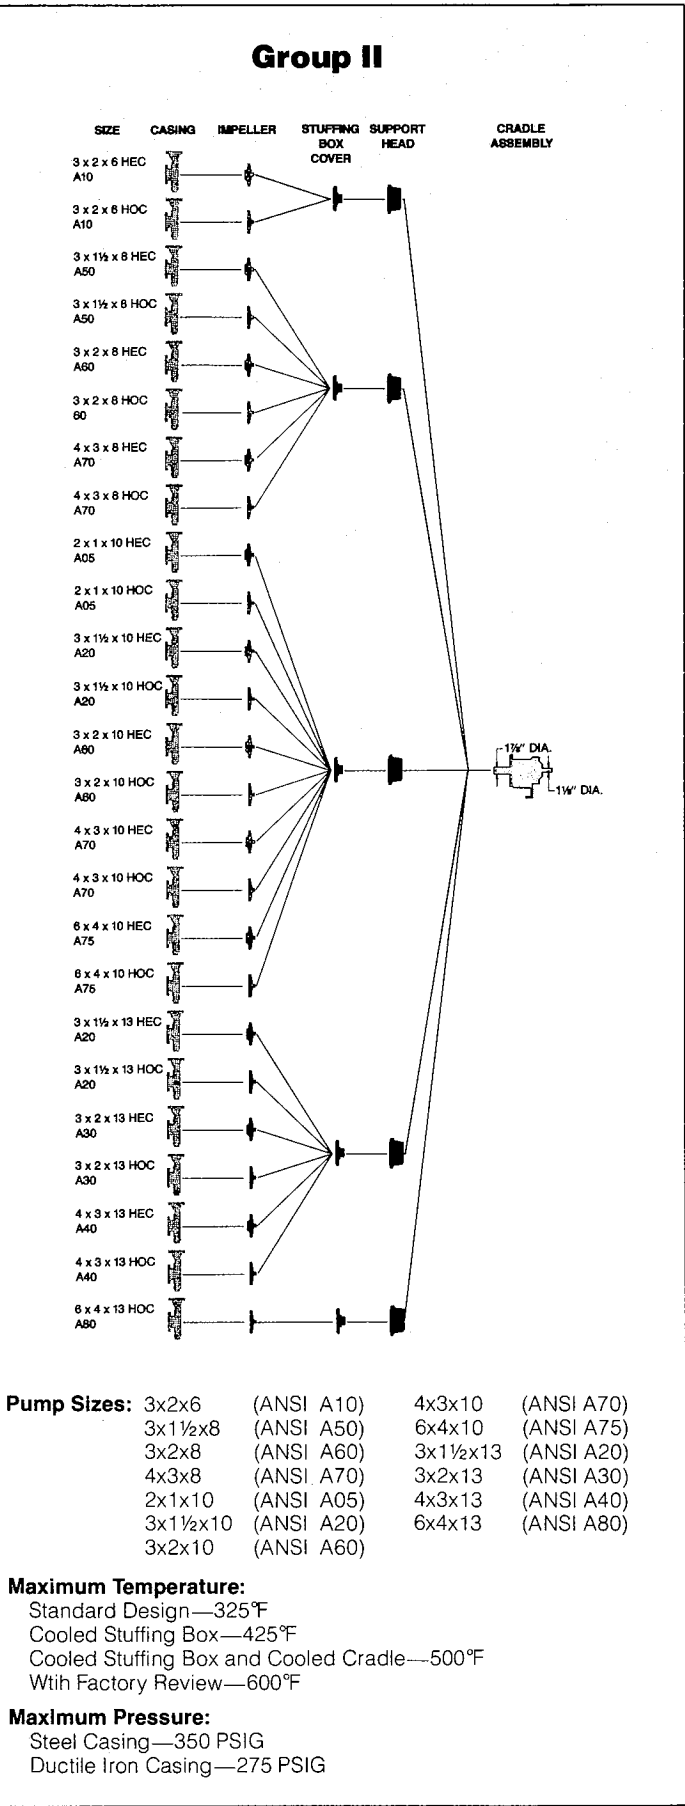 Group II
SIZE CASING IMPELLER STUFFING BOX COVER SUPPORT HEAD CRADLE ASSEMBLY
3 x 2 x 6 HEC
A10
3 x 2 x 6 HOC
A10
3 x 1½ x 8 HEC
A50
3 x 1½ x 8 HOC
A50
3 x 2 x 8 HEC
A60
3 x 2 x 8 HOC
60
4 x 3 x 8 HEC
A70
4 x 3 x 8 HOC
A70
2 x 1 x 10 HEC
A05
2 x 1 x 10 HOC
A05
3 x 1½ x 10 HEC
A20
3 x 1½ x 10 HOC
A20
3 x 2 x 10 HEC
A60
1⅞" DIA.
3 x 2 x 10 HOC
A60
1⅛" DIA.
4 x 3 x 10 HEC
A70
4 x 3 x 10 HOC
A70
6 x 4 x 10 HEC
A75
6 x 4 x 10 HOC
A75
3 x 1½ x 13 HEC
A20
3 x 1½ x 13 HOC
A20
3 x 2 x 13 HEC
A30
3 x 2 x 13 HOC
A30
4 x 3 x 13 HEC
A40
4 x 3 x 13 HOC
A40
6 x 4 x 13 HOC
A80
Pump Sizes: 3x2x6 (ANSI A10) 4x3x10 (ANSI A70)
3x1½x8 (ANSI A50) 6x4x10 (ANSI A75)
3x2x8 (ANSI A60) 3x1½x13 (ANSI A20)
4x3x8 (ANSI A70) 3x2x13 (ANSI A30)
2x1x10 (ANSI A05) 4x3x13 (ANSI A40)
3x1½x10 (ANSI A20) 6x4x13 (ANSI A80)
3x2x10 (ANSI A60)
Maximum Temperature:
Standard Design—325°F
Cooled Stuffing Box—425°F
Cooled Stuffing Box and Cooled Cradle—500°F
Wtih Factory Review—600°F
Maximum Pressure:
Steel Casing—350 PSIG
Ductile Iron Casing—275 PSIG